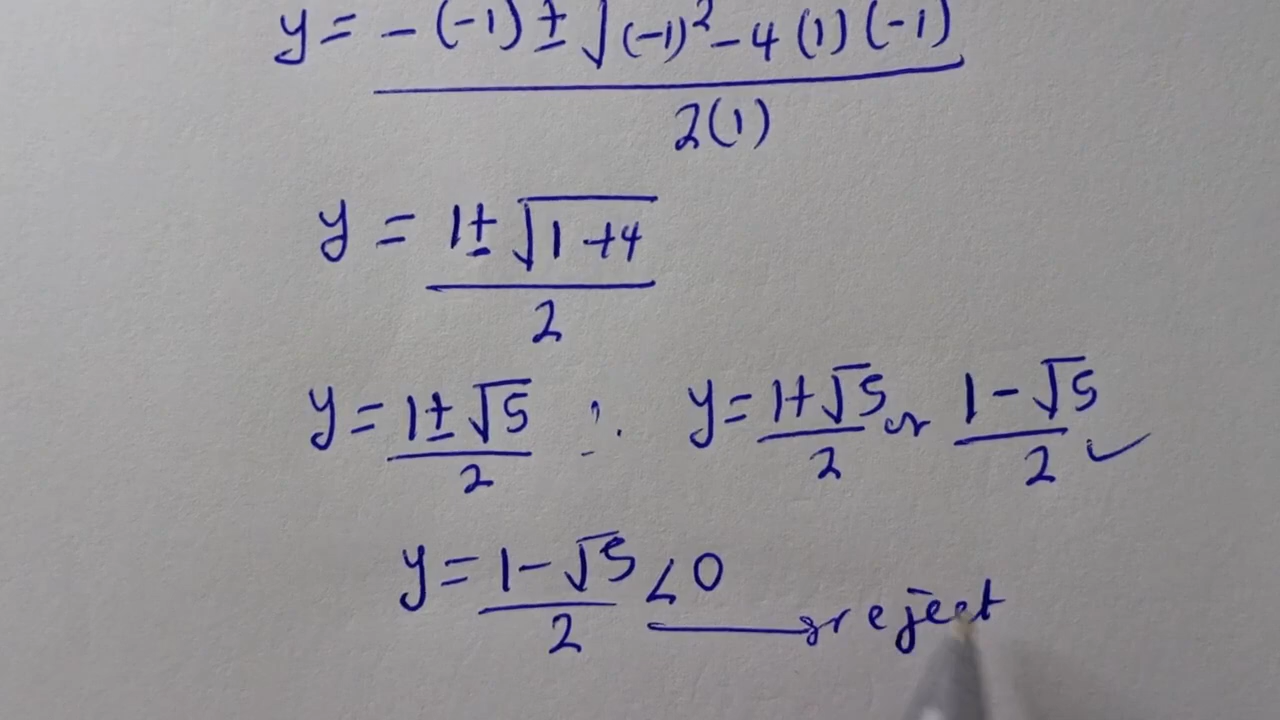 y = -(-1) ± √(-1)² - 4(1)(-1)
2(1)
y = 1 ± √1+4
2
y = 1 ± √5 ∴ y = 1+√5 or 1-√5 ✓
2 2 2
y = 1-√5 < 0
2 → reject